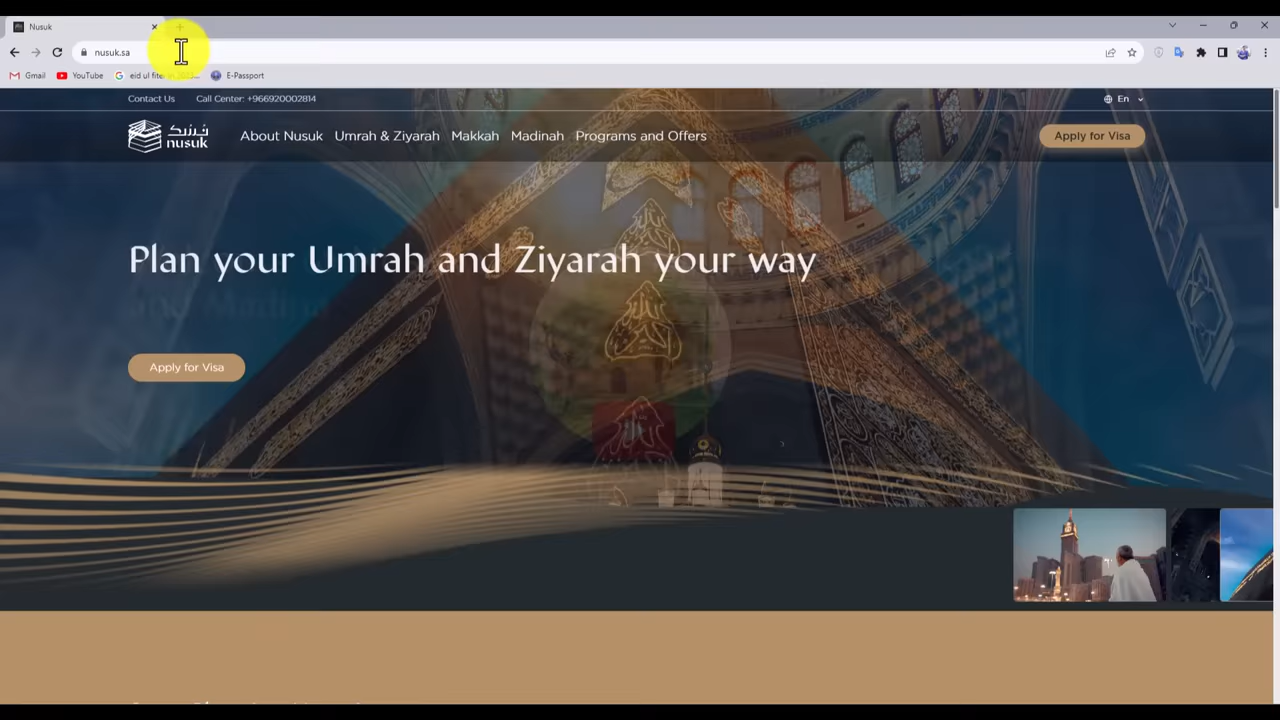 Nusuk
nusuk.sa
Gmail
YouTube
E-Passport
Contact Us
Call Center: +966920002814
En
نسك
nusuk
About Nusuk
Umrah & Ziyarah
Makkah
Madinah
Programs and Offers
Apply for Visa
Plan your Umrah and Ziyarah your way
Apply for Visa